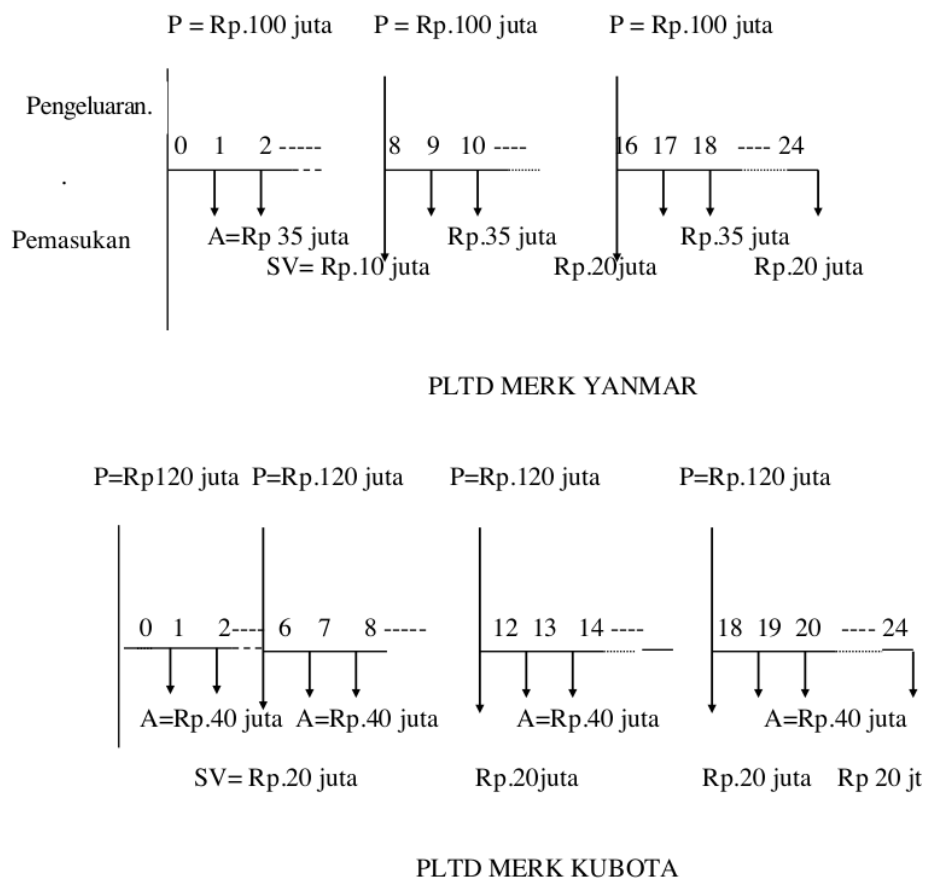 P = Rp.100 juta P = Rp.100 juta P = Rp.100 juta
Pengeluaran.
0 1 2 ----- 8 9 10 ---- 16 17 18 ---- 24
.
Pemasukan A=Rp 35 juta Rp.35 juta Rp.35 juta
SV= Rp.10 juta Rp.20juta Rp.20 juta
PLTD MERK YANMAR
P=Rp120 juta P=Rp.120 juta P=Rp.120 juta P=Rp.120 juta
0 1 2---- 6 7 8 ----- 12 13 14 ---- 18 19 20 ---- 24
A=Rp.40 juta A=Rp.40 juta A=Rp.40 juta A=Rp.40 juta
SV= Rp.20 juta Rp.20juta Rp.20 juta Rp 20 jt
PLTD MERK KUBOTA